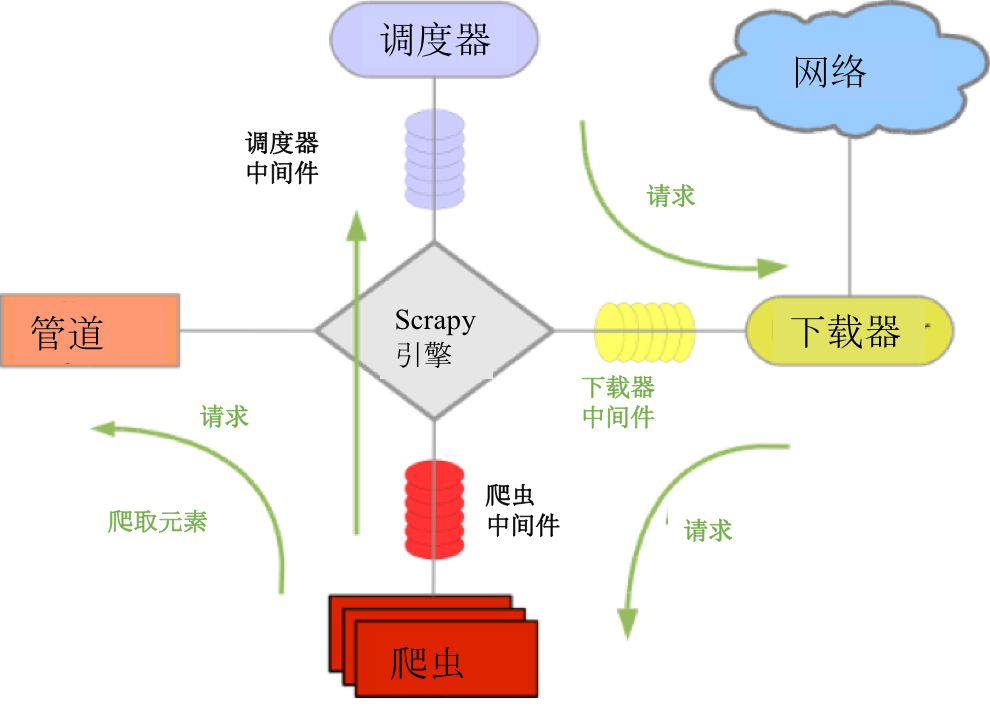 调度器
网络
调度器
中间件
请求
管道
Scrapy
引擎
下载器
下载器
中间件
请求
爬取元素
爬虫
中间件
请求
爬虫